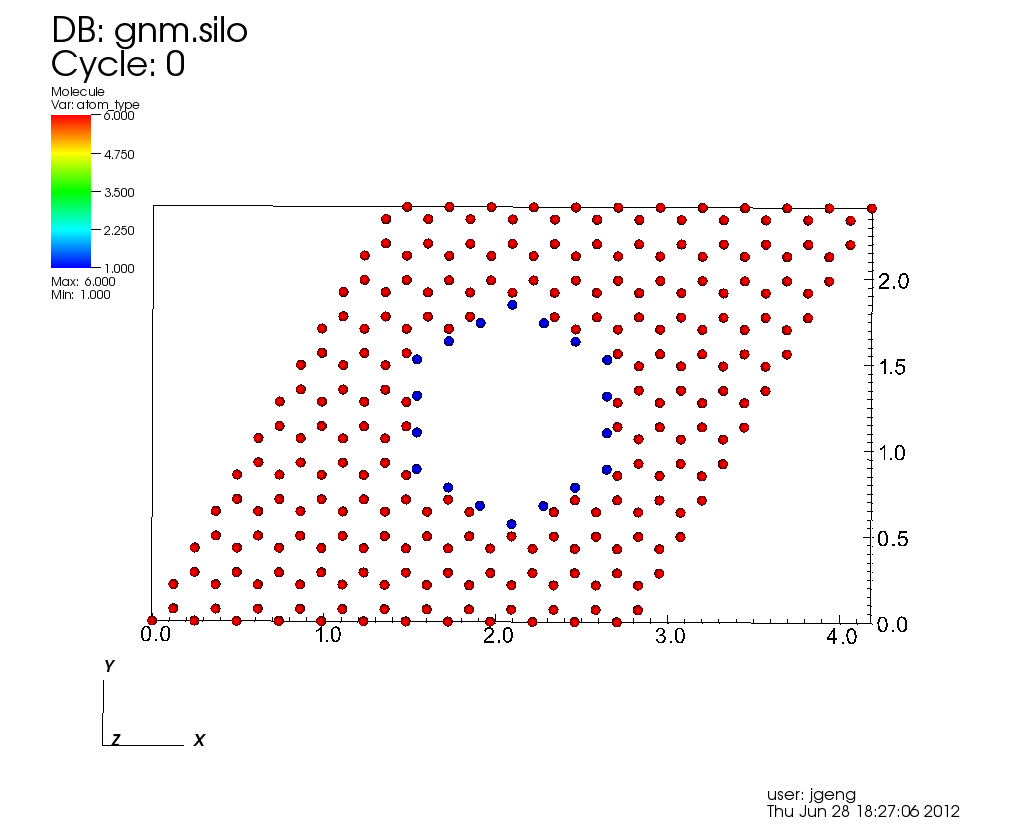 DB: gnm.silo
Cycle: 0
Molecule
Var: atom_type
6.000
4.750
3.500
2.250
1.000
Max: 6.000
Min: 1.000
2.0
1.5
1.0
0.5
0.0
0.0 1.0 2.0 3.0 4.0
Y
Z X
user: jgeng
Thu Jun 28 18:27:06 2012